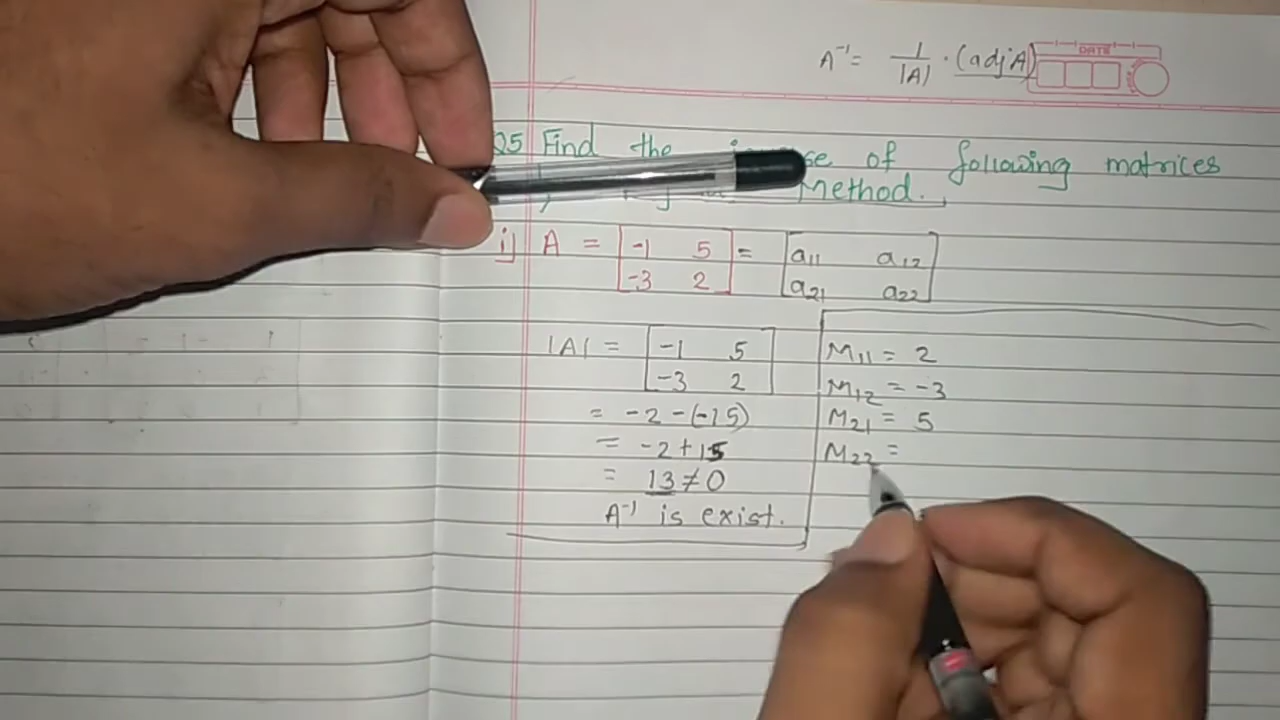 A⁻¹ = 1/|A| · (adj A)
DATE
Q5 Find the of following matrices
Method.
i) A = [-1 5 = [a11 a12
-3 2] a21 a22]
|A| = |-1 5
-3 2|
= -2-(-15)
= -2+15
= 13≠0
A⁻¹ is exist.
M11 = 2
M12 = -3
M21 = 5
M22 =